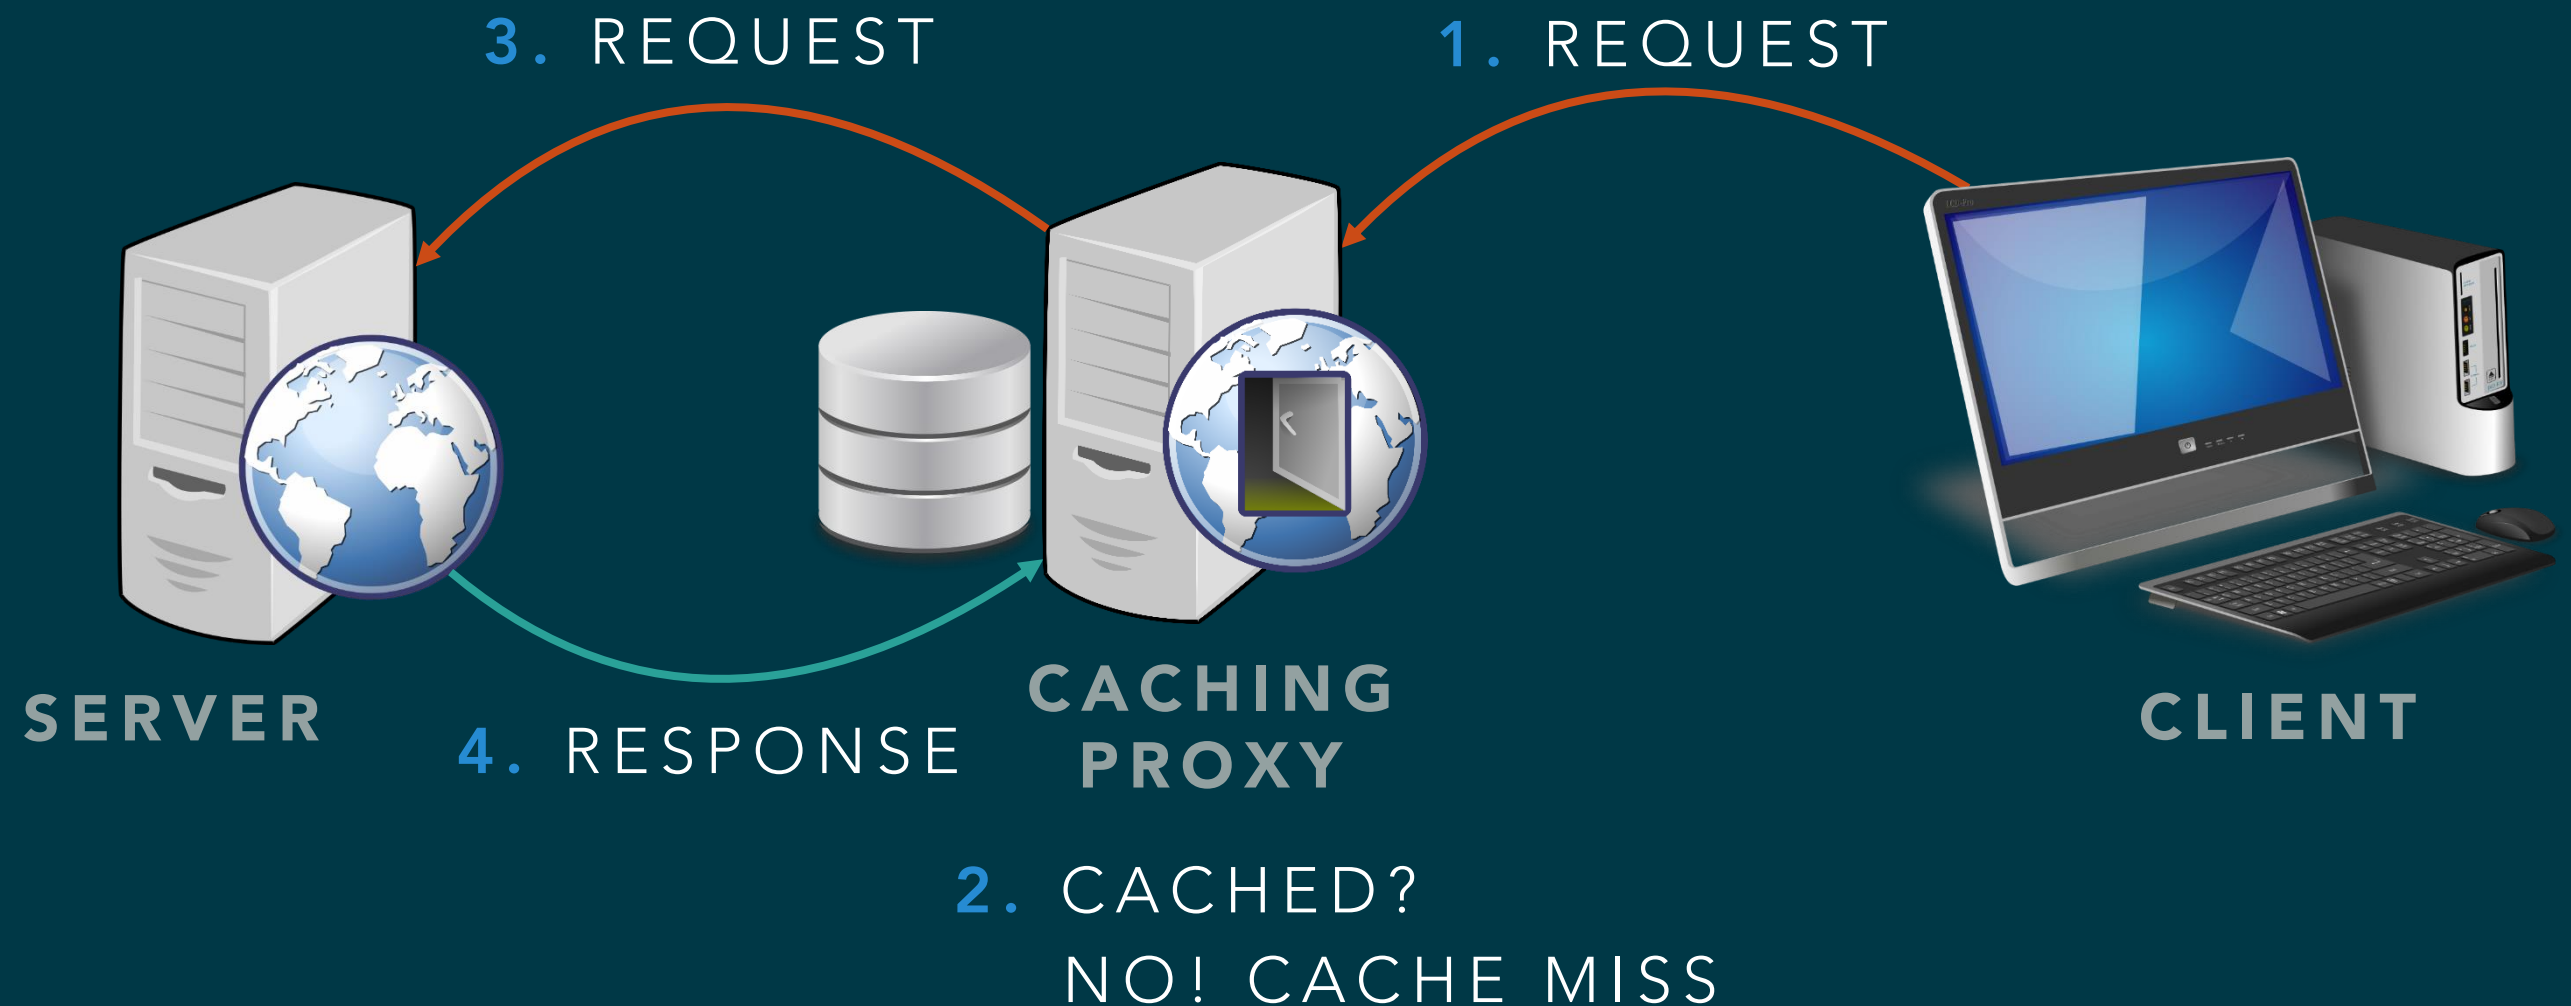 3. REQUEST
1. REQUEST
SERVER
CACHING
PROXY
CLIENT
4. RESPONSE
2. CACHED?
NO! CACHE MISS